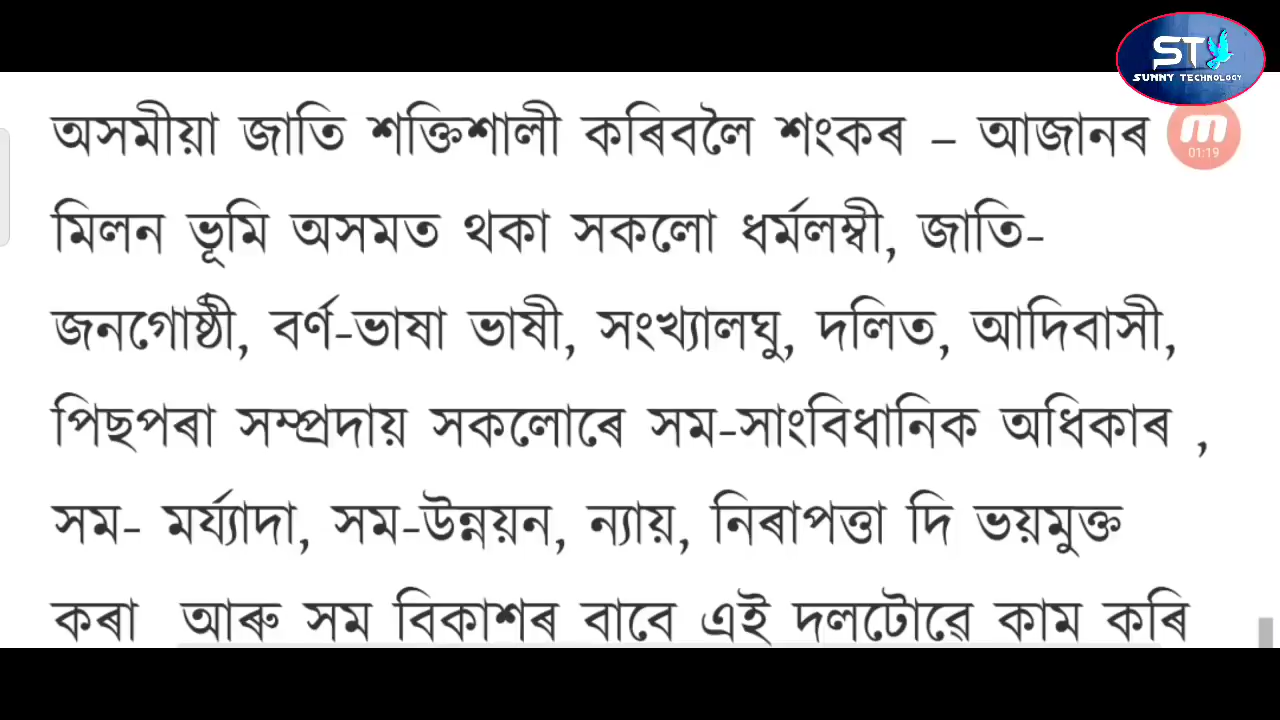 ST
SUNNY TECHNOLOGY
অসমীয়া জাতি শক্তিশালী কৰিবলৈ শংকৰ – আজানৰ
01:19
মিলন ভূমি অসমত থকা সকলো ধৰ্মলম্বী, জাতি-
জনগোষ্ঠী, বৰ্ণ-ভাষা ভাষী, সংখ্যালঘু, দলিত, আদিবাসী,
পিছপৰা সম্প্ৰদায় সকলোৰে সম-সাংবিধানিক অধিকাৰ ,
সম- মৰ্য্যাদা, সম-উন্নয়ন, ন্যায়, নিৰাপত্তা দি ভয়মুক্ত
কৰা আৰু সম বিকাশৰ বাবে এই দলটোৱে কাম কৰি